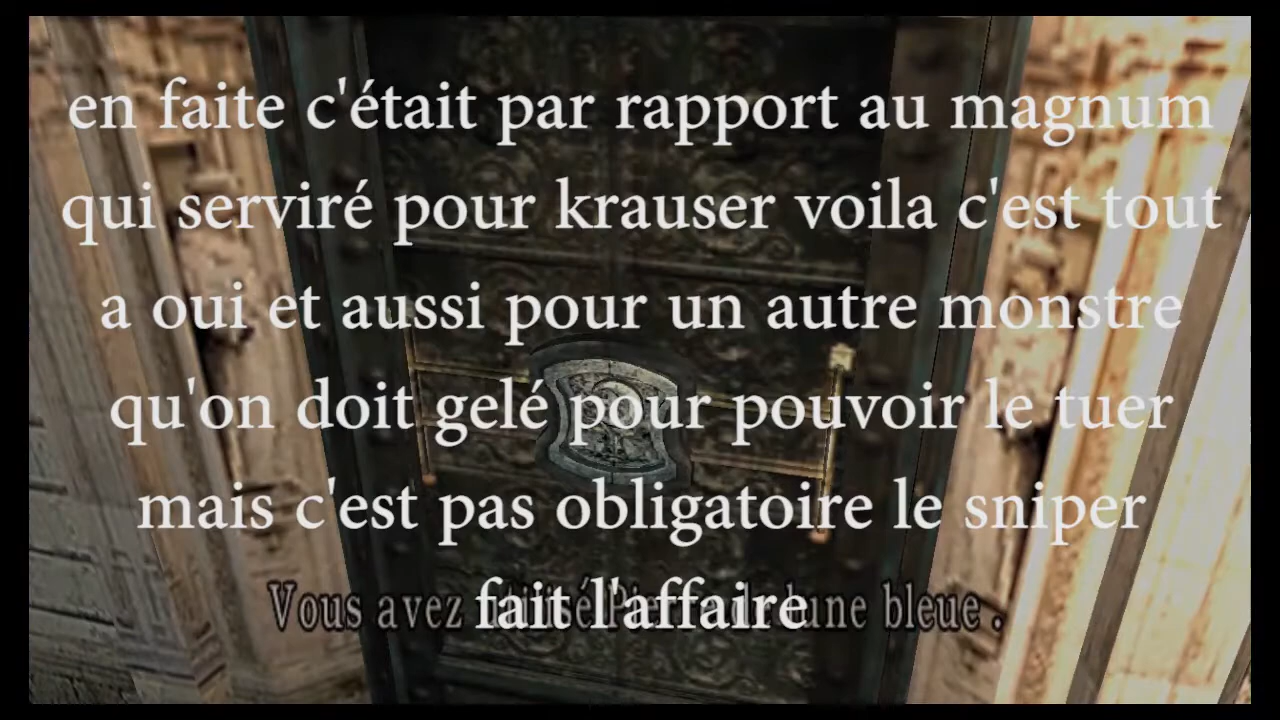 en faite c'était par rapport au magnum
qui serviré pour krauser voila c'est tout
a oui et aussi pour un autre monstre
qu'on doit gelé pour pouvoir le tuer
mais c'est pas obligatoire le sniper
fait l'affaire
Vous avez lune bleue.